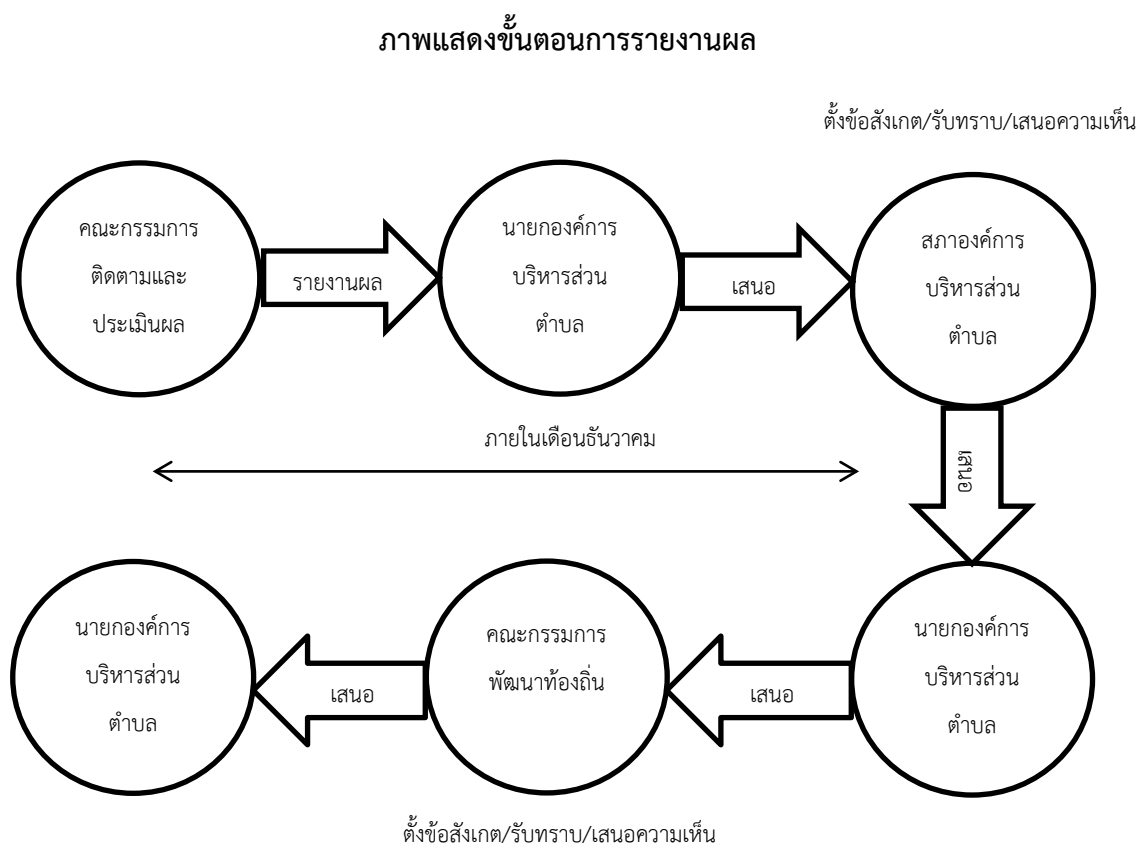 ภาพแสดงขั้นตอนการรายงานผล
ตั้งข้อสังเกต/รับทราบ/เสนอความเห็น
คณะกรรมการ
ติดตามและ
ประเมินผล
รายงานผล
นายกองค์การ
บริหารส่วน
ตำบล
เสนอ
สภาองค์การ
บริหารส่วน
ตำบล
ภายในเดือนธันวาคม
เสนอ
นายกองค์การ
บริหารส่วน
ตำบล
เสนอ
คณะกรรมการ
พัฒนาท้องถิ่น
เสนอ
นายกองค์การ
บริหารส่วน
ตำบล
ตั้งข้อสังเกต/รับทราบ/เสนอความเห็น